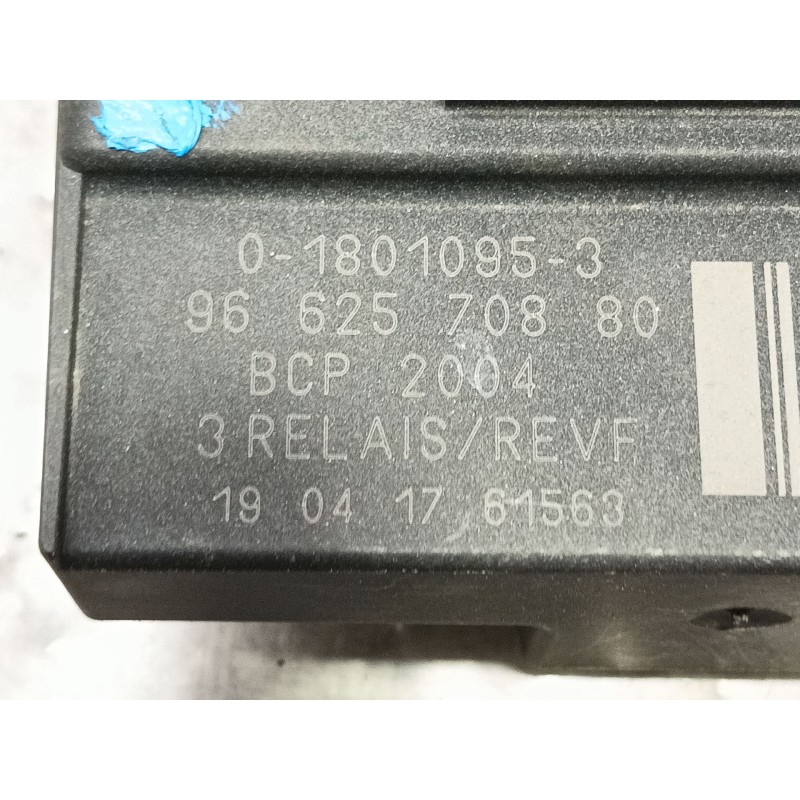 0-1801095-3
96 625 708 80
BCP 2004
3 RELAIS/REVF
19 04 17 61563